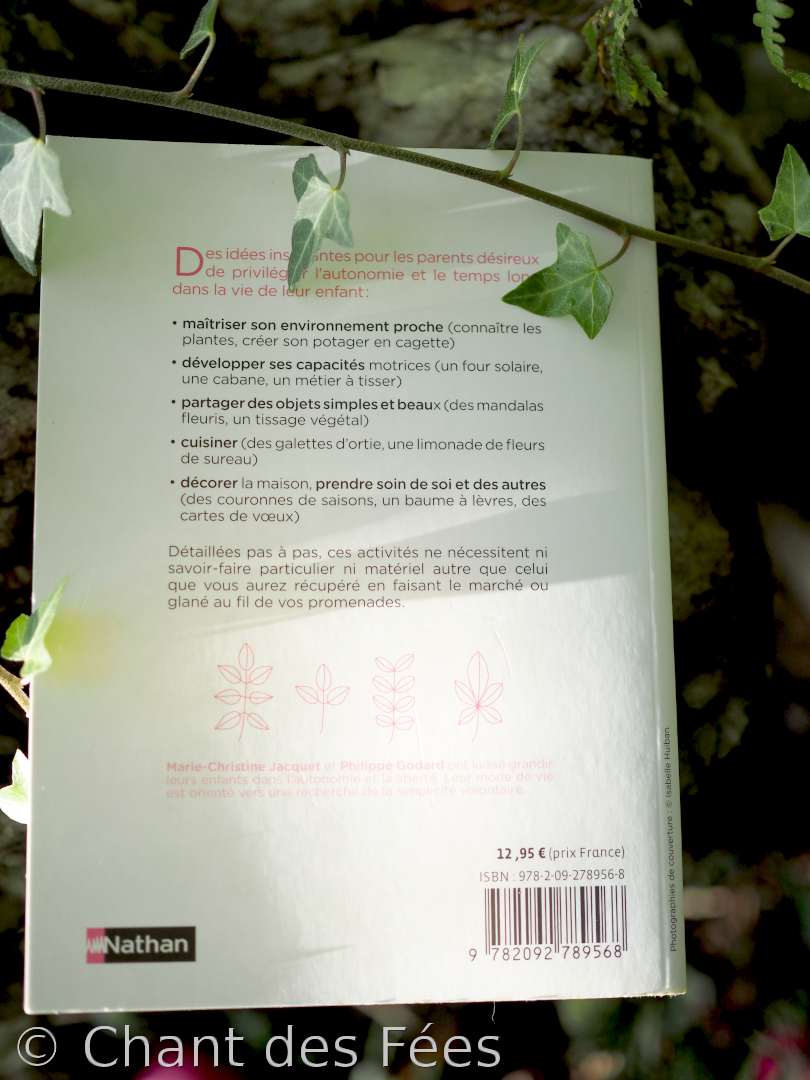 Des idées pour les parents désireux
de privilégier l'autonomie et le temps
dans la vie de leur enfant :
• maîtriser son environnement proche (connaître les
plantes, créer son potager en cagette)
• développer ses capacités motrices (un four solaire,
une cabane, un métier à tisser)
• partager des objets simples et beaux (des mandalas
fleuris, un tissage végétal)
• cuisiner (des galettes d'ortie, une limonade de fleurs
de sureau)
• décorer la maison, prendre soin de soi et des autres
(des couronnes de saisons, un baume à lèvres, des
cartes de vœux)
Détaillées pas à pas, ces activités ne nécessitent ni
savoir-faire particulier ni matériel autre que celui
que vous aurez récupéré en faisant le marché ou
glané au fil de vos promenades.
Marie-Christine Jacquet et Philippe Godard ont laissé grandir
leurs enfants dans l'autonomie et la liberté. Leur mode de vie
est orienté vers une recherche de la simplicité volontaire.
12,95 € (prix France)
ISBN : 978-2-09-278956-8
9 782092 789568
Nathan
Photographies de couverture : © Isabelle Huiban
© Chant des Fées